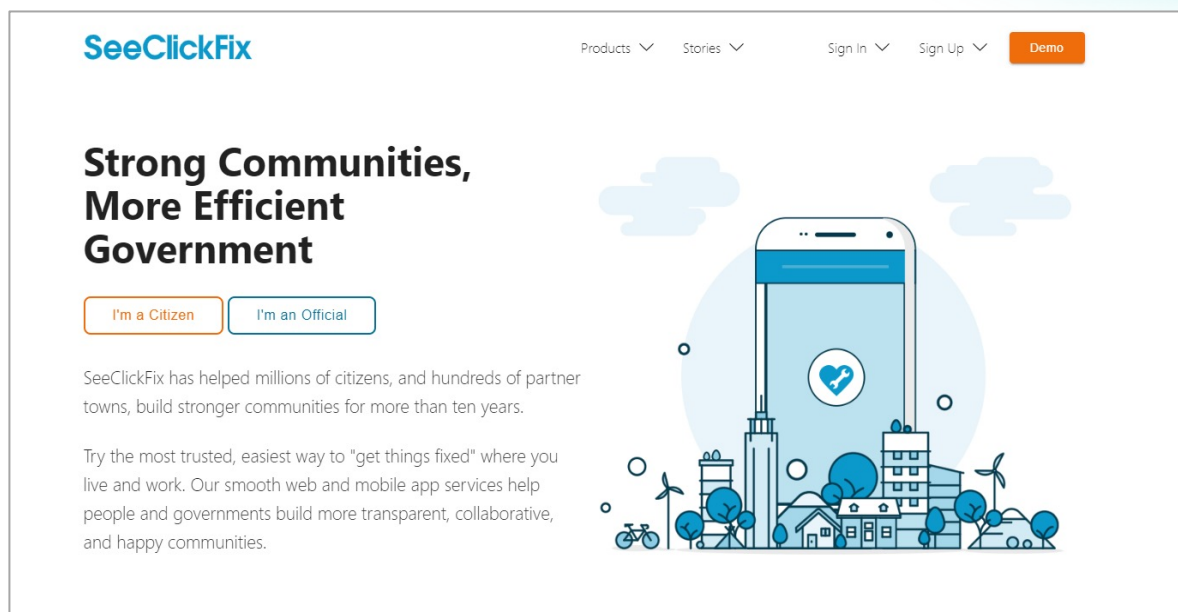 SeeClickFix
Products Stories Sign In Sign Up Demo
Strong Communities,
More Efficient
Government
I'm a Citizen I'm an Official
SeeClickFix has helped millions of citizens, and hundreds of partner
towns, build stronger communities for more than ten years.
Try the most trusted, easiest way to "get things fixed" where you
live and work. Our smooth web and mobile app services help
people and governments build more transparent, collaborative,
and happy communities.